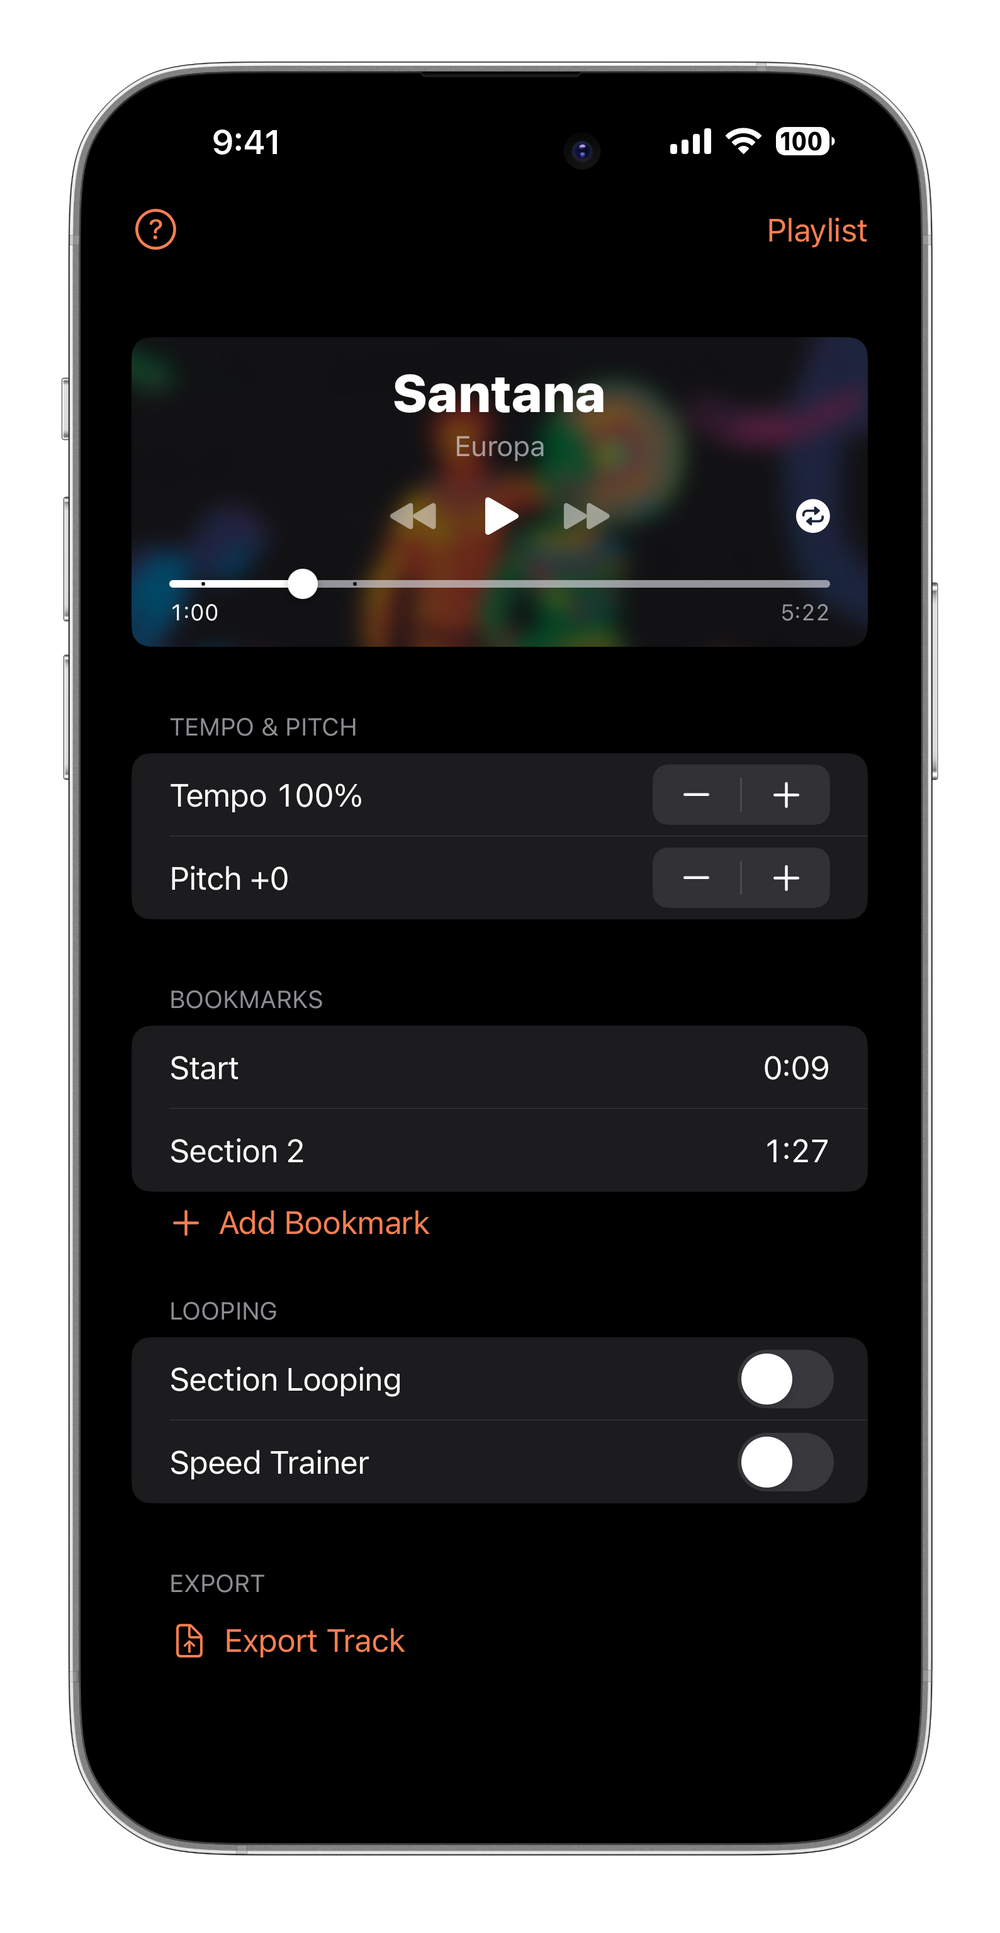 9:41
100
?
Playlist
Santana
Europa
1:00
5:22
TEMPO & PITCH
Tempo 100%
Pitch +0
BOOKMARKS
Start
0:09
Section 2
1:27
+ Add Bookmark
LOOPING
Section Looping
Speed Trainer
EXPORT
Export Track